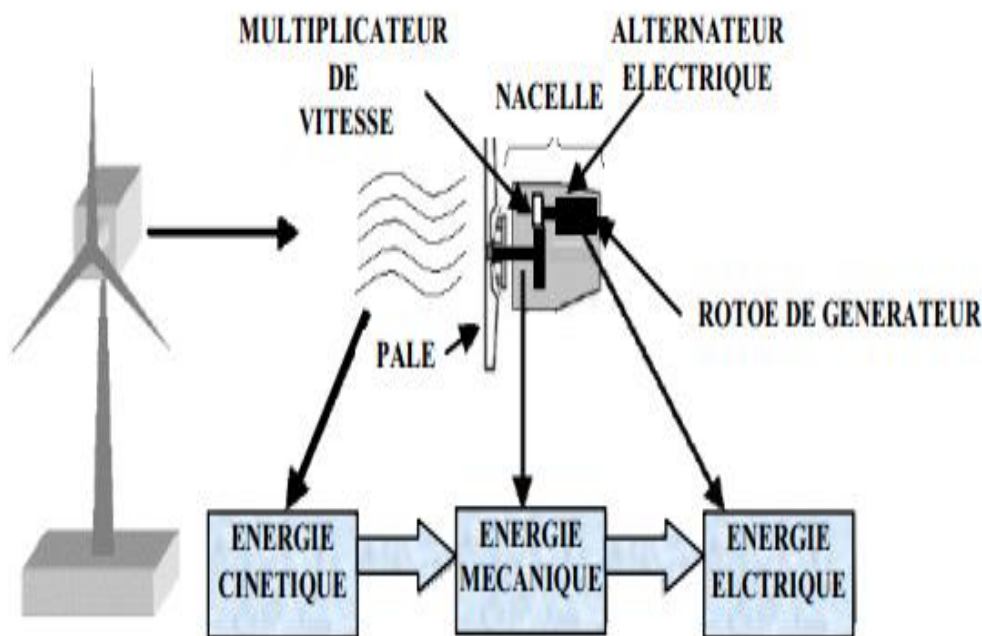 MULTIPLICATEUR
DE
VITESSE
NACELLE
ALTERNATEUR
ELECTRIQUE
PALE
ROTOE DE GENERATEUR
ENERGIE
CINETIQUE
ENERGIE
MECANIQUE
ENERGIE
ELCTRIQUE